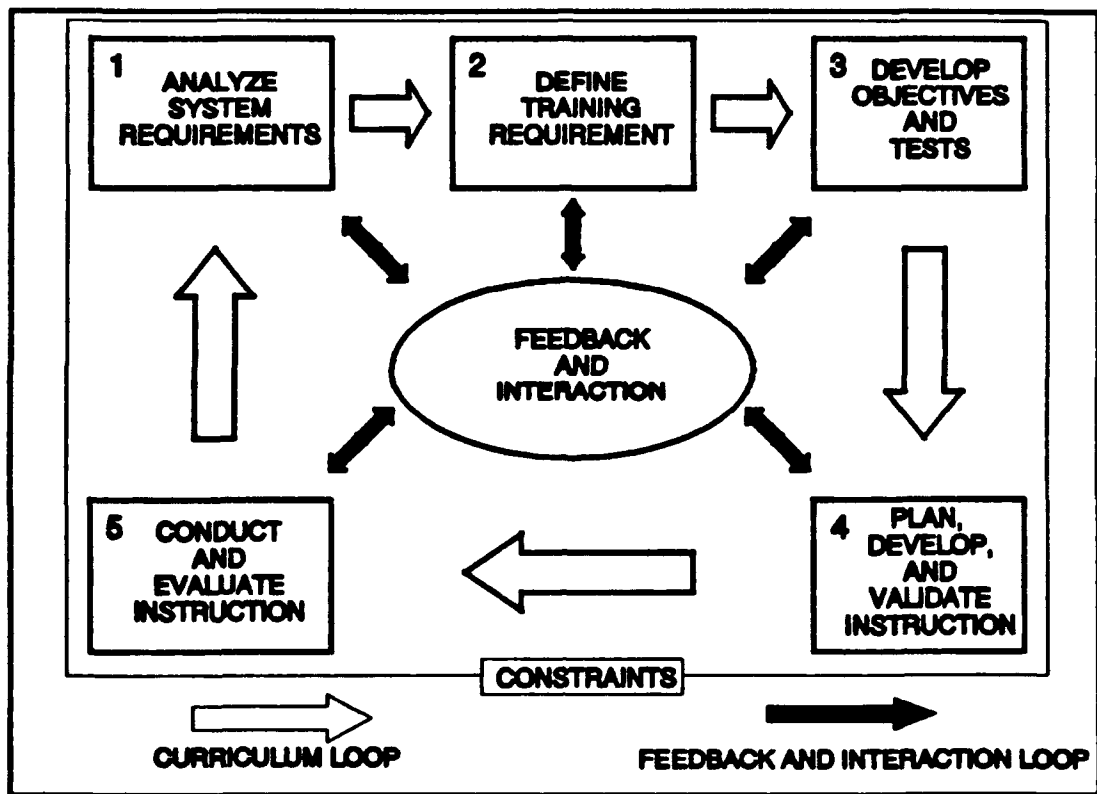 1
ANALYZE
SYSTEM
REQUIREMENTS
2
DEFINE
TRAINING
REQUIREMENT
3
DEVELOP
OBJECTIVES
AND
TESTS
FEEDBACK
AND
INTERACTION
5
CONDUCT
AND
EVALUATE
INSTRUCTION
4
PLAN,
DEVELOP,
AND
VALIDATE
INSTRUCTION
CONSTRAINTS
CURRICULUM LOOP
FEEDBACK AND INTERACTION LOOP